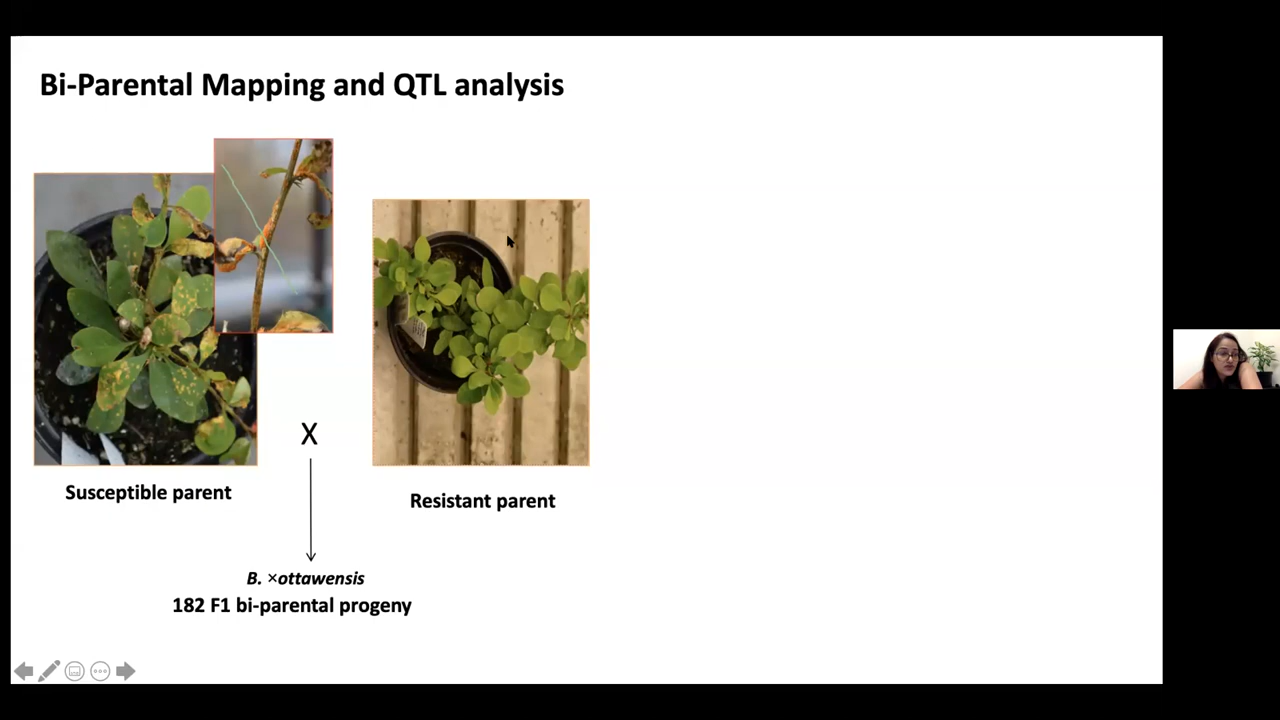 Bi-Parental Mapping and QTL analysis
X
Susceptible parent
Resistant parent
B. ×ottawensis
182 F1 bi-parental progeny